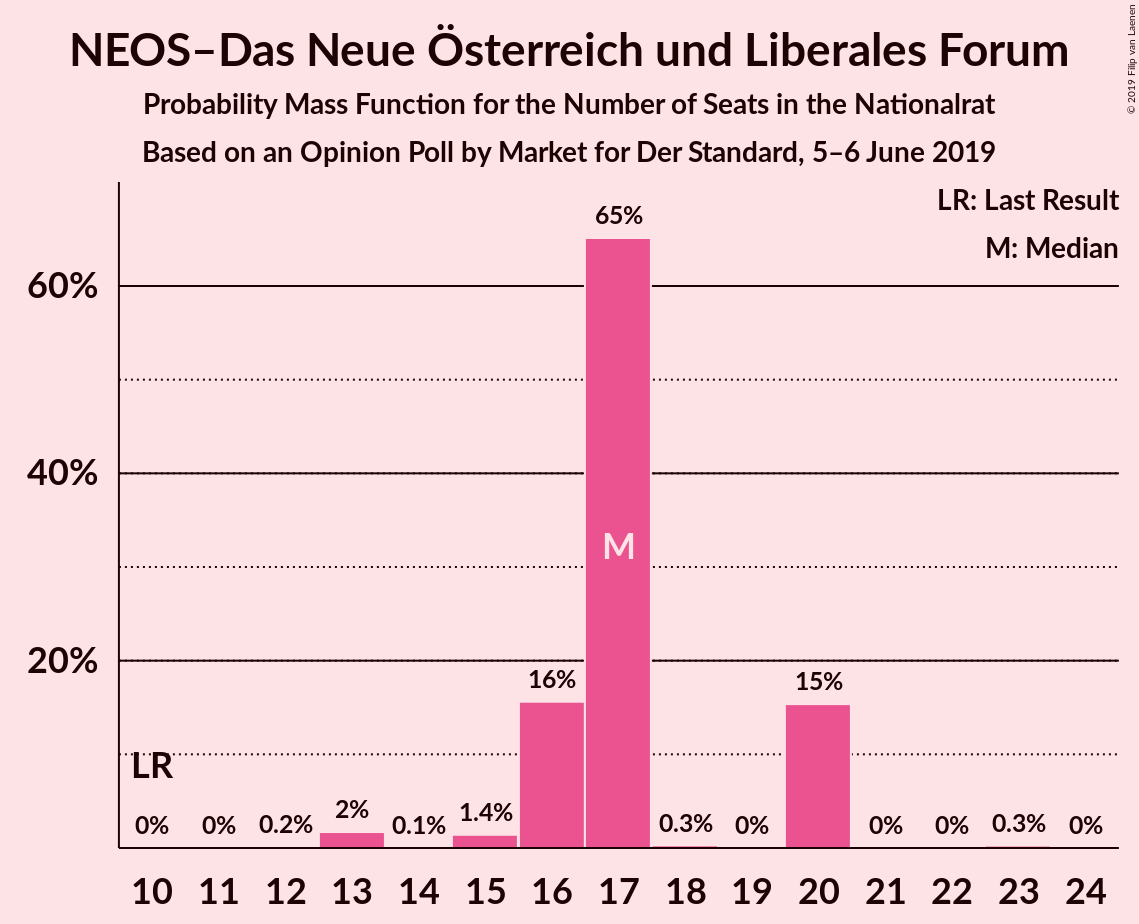 NEOS–Das Neue Österreich und Liberales Forum
Probability Mass Function for the Number of Seats in the Nationalrat
Based on an Opinion Poll by Market for Der Standard, 5–6 June 2019
© 2019 Filip van Laenen
LR: Last Result
M: Median
65%
60%
40%
M
20%
16%
15%
LR
0%
0%
0.2%
2%
0.1%
1.4%
0.3%
0%
0%
0%
0.3%
0%
10 11 12 13 14 15 16 17 18 19 20 21 22 23 24